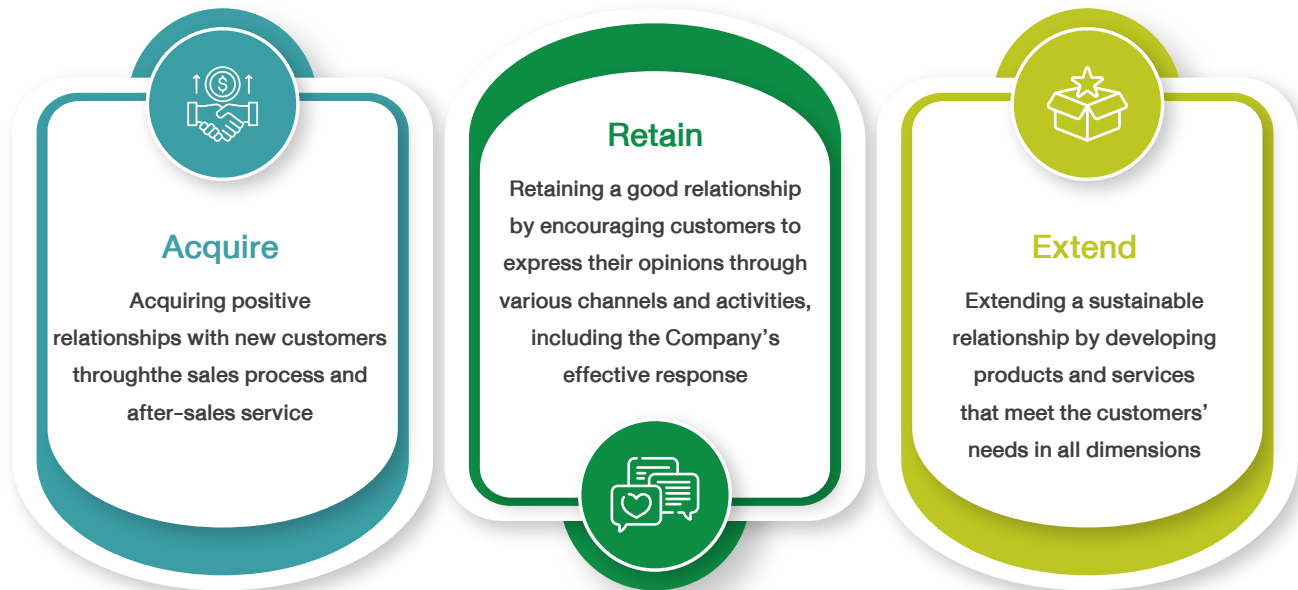 Acquire
Acquiring positive
relationships with new customers
throughthe sales process and
after-sales service
Retain
Retaining a good relationship
by encouraging customers to
express their opinions through
various channels and activities,
including the Company's
effective response
Extend
Extending a sustainable
relationship by developing
products and services
that meet the customers'
needs in all dimensions